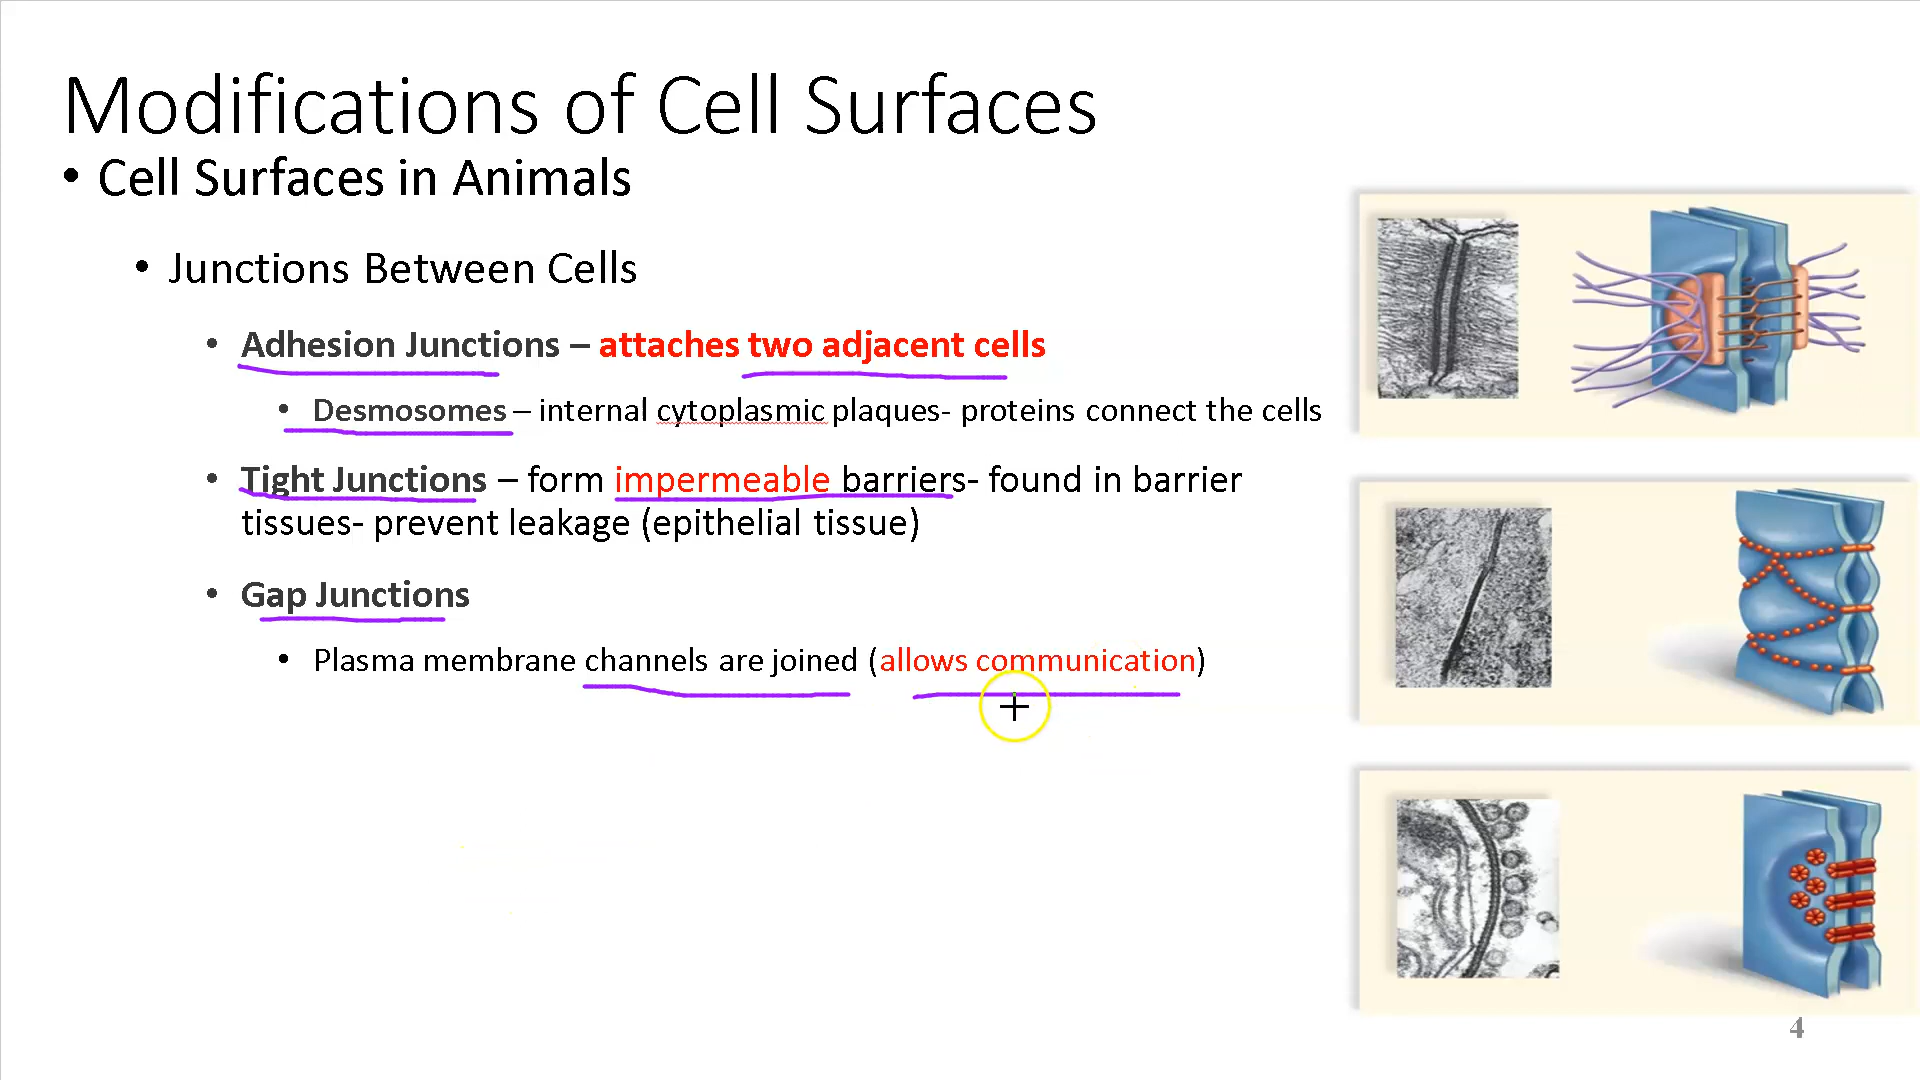 Modifications of Cell Surfaces
• Cell Surfaces in Animals
• Junctions Between Cells
• Adhesion Junctions – attaches two adjacent cells
• Desmosomes – internal cytoplasmic plaques- proteins connect the cells
• Tight Junctions – form impermeable barriers- found in barrier
tissues- prevent leakage (epithelial tissue)
• Gap Junctions
• Plasma membrane channels are joined (allows communication)
4